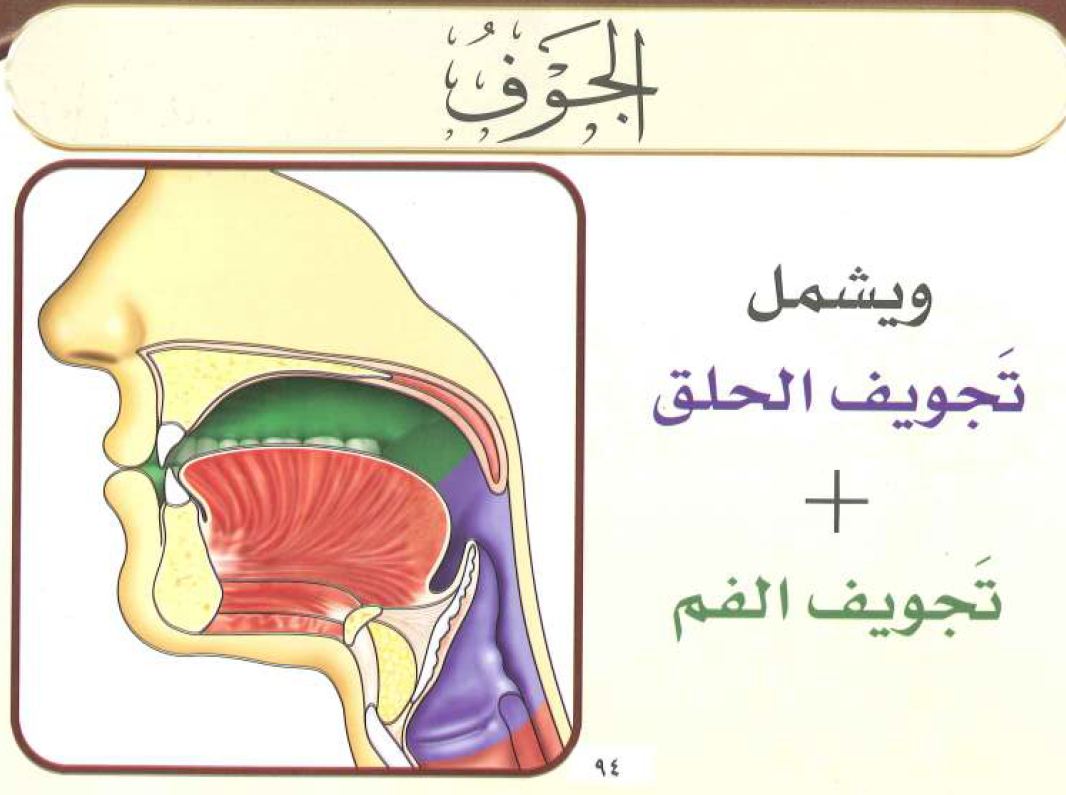 الجَوْفُ
ويشمل
تَجويف الحلق
+
تَجويف الفم
٩٤